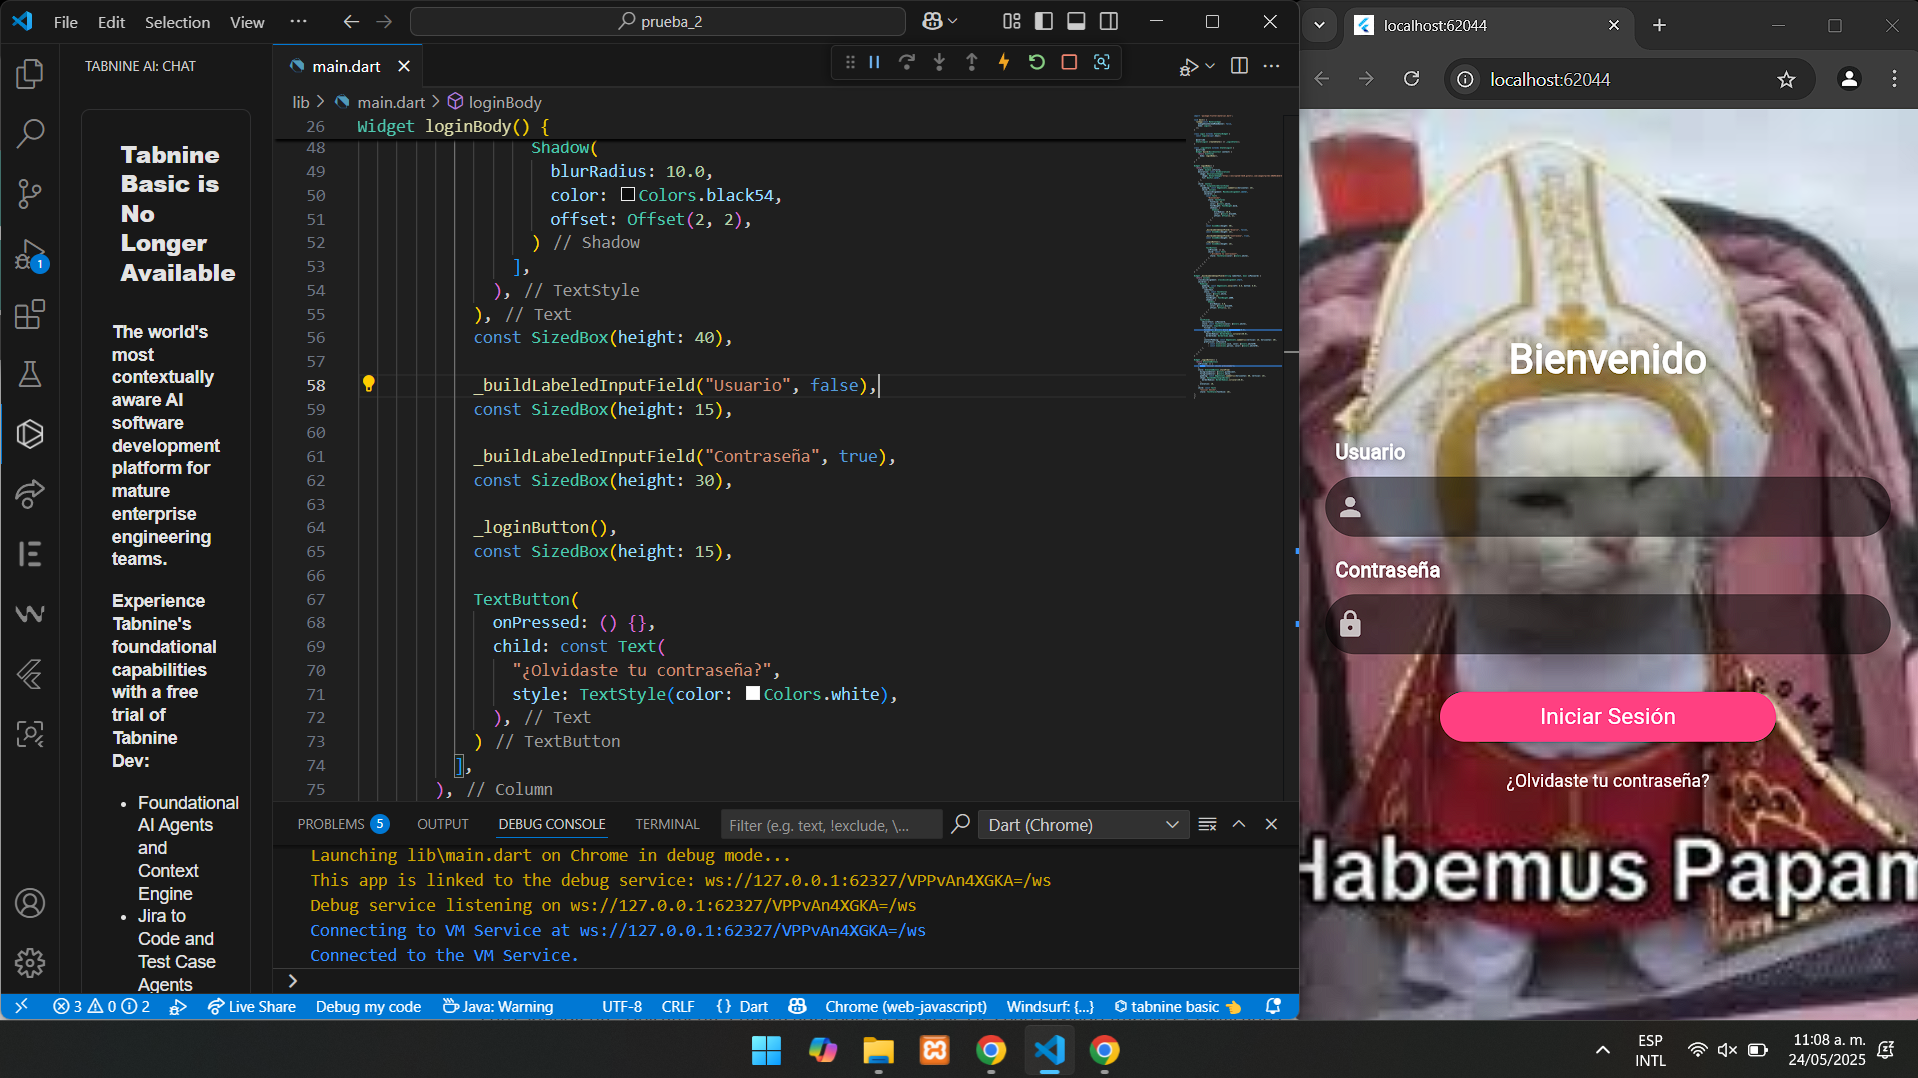 File Edit Selection View ···
prueba_2
TABNINE AI: CHAT
Tabnine
Basic is
No
Longer
Available
The world's
most
contextually
aware AI
software
development
platform for
mature
enterprise
engineering
teams.
Experience
Tabnine's
foundational
capabilities
with a free
trial of
Tabnine
Dev:
• Foundational
AI Agents
and
Context
Engine
• Jira to
Code and
Test Case
Agents
1
main.dart
lib > main.dart > loginBody
26 Widget loginBody() {
48 Shadow(
49 blurRadius: 10.0,
50 color: Colors.black54,
51 offset: Offset(2, 2),
52 ) // Shadow
53 ],
54 ), // TextStyle
55 ), // Text
56 const SizedBox(height: 40),
57
58 _buildLabeledInputField("Usuario", false),
59 const SizedBox(height: 15),
60
61 _buildLabeledInputField("Contraseña", true),
62 const SizedBox(height: 30),
63
64 _loginButton(),
65 const SizedBox(height: 15),
66
67 TextButton(
68 onPressed: () {},
69 child: const Text(
70 "¿Olvidaste tu contraseña?",
71 style: TextStyle(color: Colors.white),
72 ), // Text
73 ) // TextButton
74 ],
75 ), // Column
PROBLEMS 5 OUTPUT DEBUG CONSOLE TERMINAL Filter (e.g. text, !exclude, \... Dart (Chrome)
Launching lib\main.dart on Chrome in debug mode...
This app is linked to the debug service: ws://127.0.0.1:62327/VPPvAn4XGKA=/ws
Debug service listening on ws://127.0.0.1:62327/VPPvAn4XGKA=/ws
Connecting to VM Service at ws://127.0.0.1:62327/VPPvAn4XGKA=/ws
Connected to the VM Service.
>
3 0 2 Live Share Debug my code Java: Warning UTF-8 CRLF {} Dart Chrome (web-javascript) Windsurf: {...} tabnine basic
localhost:62044
localhost:62044
Bienvenido
Usuario
Contraseña
Iniciar Sesión
¿Olvidaste tu contraseña?
Habemus Papam
ESP
INTL
11:08 a. m.
24/05/2025